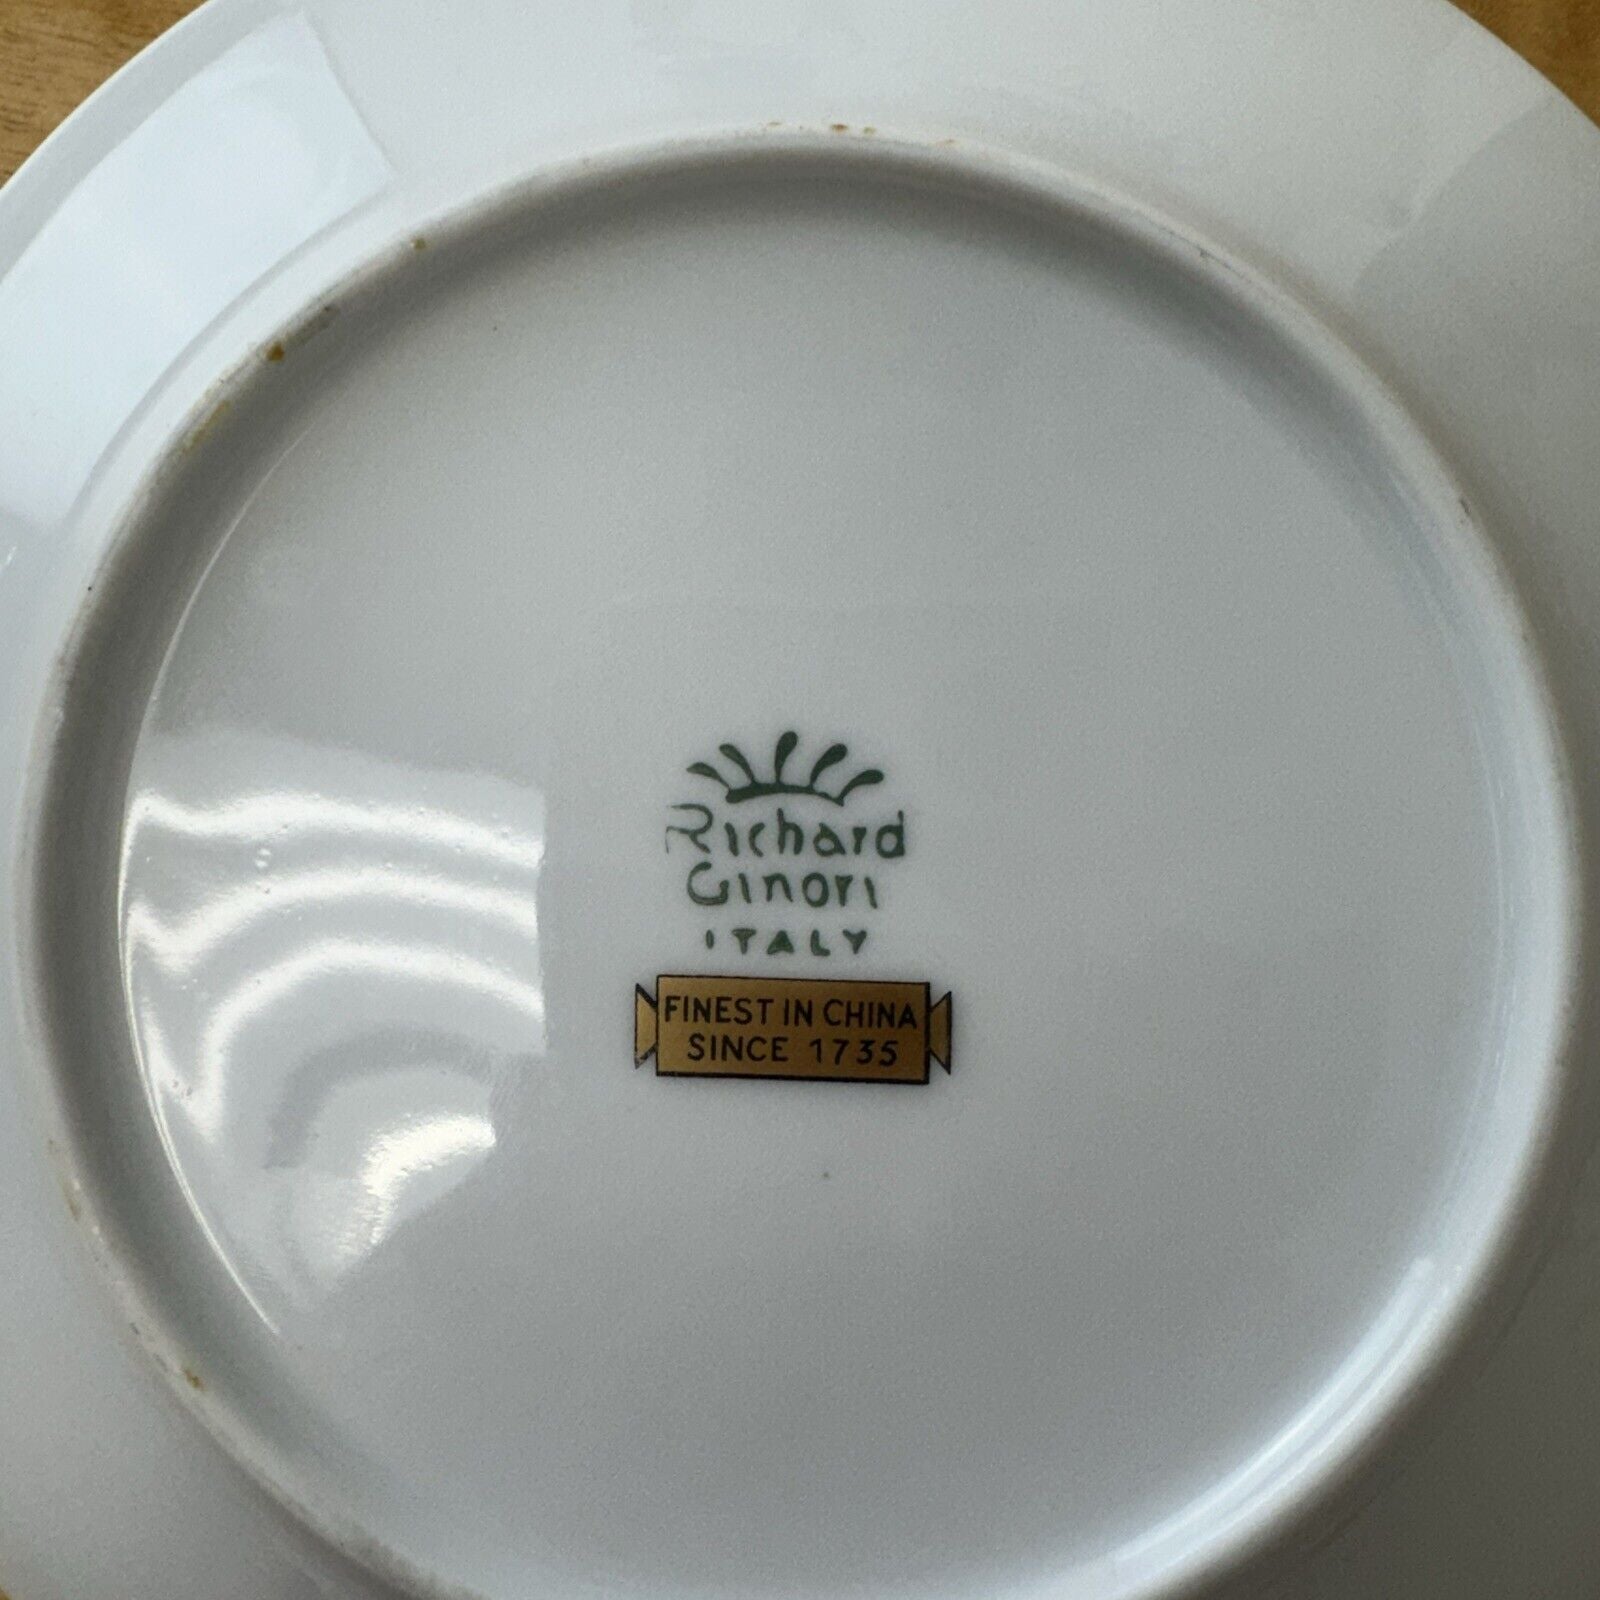 Richard
Ginori
ITALY
FINEST IN CHINA
SINCE 1735